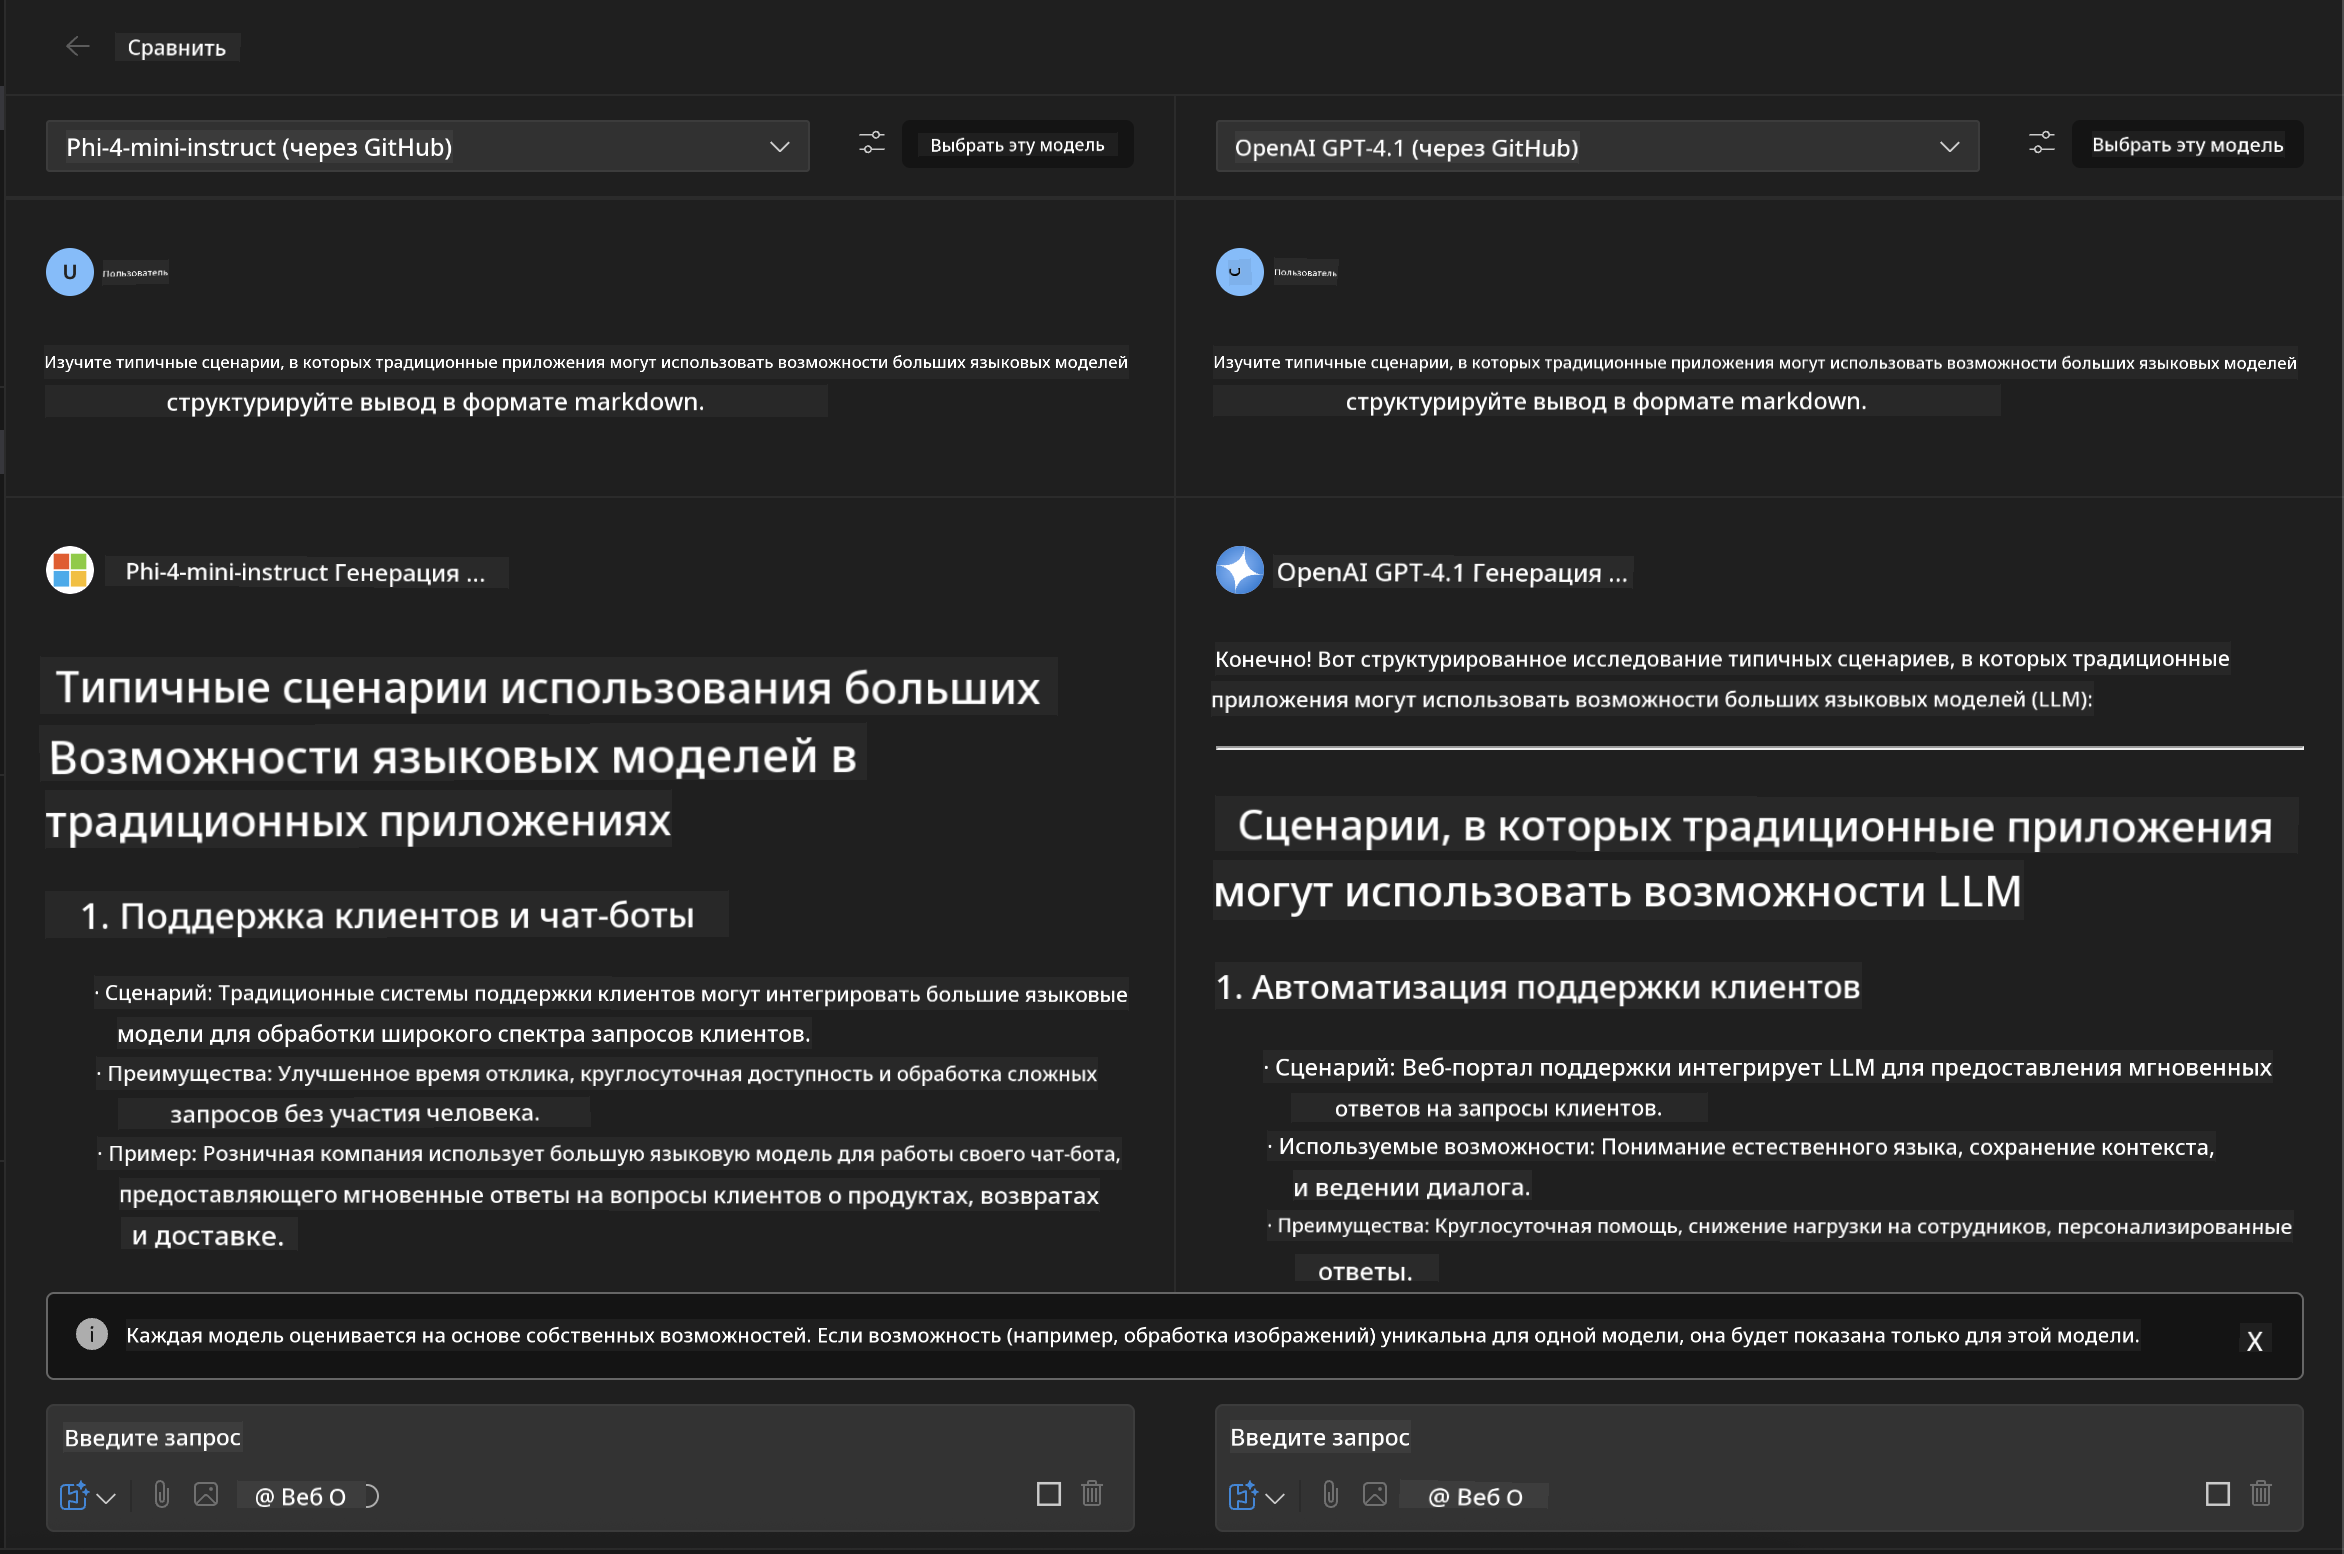 Сравнить
Phi-4-mini-instruct (через GitHub)
Выбрать эту модель
U
Пользователь
Изучите типичные сценарии, в которых традиционные приложения могут использовать возможности больших языковых моделей
структурируйте вывод в формате markdown.
Phi-4-mini-instruct Генерация ...
Типичные сценарии использования больших
Возможности языковых моделей в
традиционных приложениях
1. Поддержка клиентов и чат-боты
· Сценарий: Традиционные системы поддержки клиентов могут интегрировать большие языковые
модели для обработки широкого спектра запросов клиентов.
· Преимущества: Улучшенное время отклика, круглосуточная доступность и обработка сложных
запросов без участия человека.
· Пример: Розничная компания использует большую языковую модель для работы своего чат-бота,
предоставляющего мгновенные ответы на вопросы клиентов о продуктах, возвратах
и доставке.
OpenAI GPT-4.1 (через GitHub)
Выбрать эту модель
Пользователь
Изучите типичные сценарии, в которых традиционные приложения могут использовать возможности больших языковых моделей
структурируйте вывод в формате markdown.
OpenAI GPT-4.1 Генерация ...
Конечно! Вот структурированное исследование типичных сценариев, в которых традиционные
приложения могут использовать возможности больших языковых моделей (LLM):
Сценарии, в которых традиционные приложения
могут использовать возможности LLM
1. Автоматизация поддержки клиентов
· Сценарий: Веб-портал поддержки интегрирует LLM для предоставления мгновенных
ответов на запросы клиентов.
· Используемые возможности: Понимание естественного языка, сохранение контекста,
и ведении диалога.
· Преимущества: Круглосуточная помощь, снижение нагрузки на сотрудников, персонализированные
ответы.
Каждая модель оценивается на основе собственных возможностей. Если возможность (например, обработка изображений) уникальна для одной модели, она будет показана только для этой модели.
X
Введите запрос
@ Веб O
Введите запрос
@ Веб O